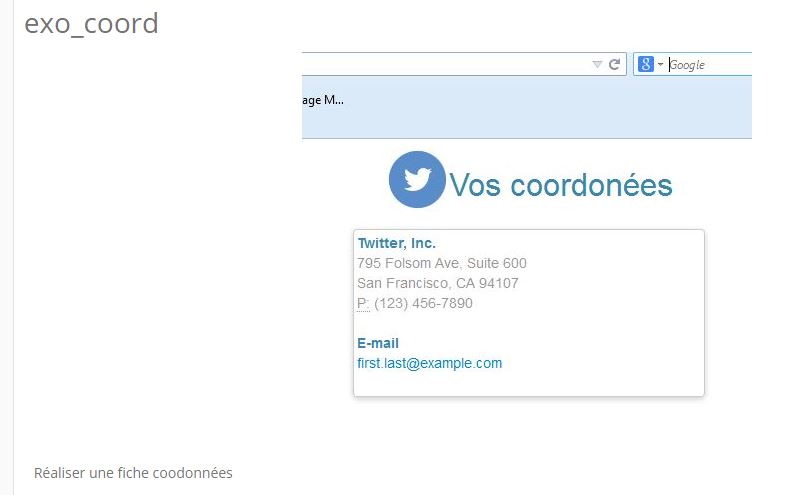 exo_coord
Google
age M...
Vos coordonées
Twitter, Inc.
795 Folsom Ave, Suite 600
San Francisco, CA 94107
P: (123) 456-7890
E-mail
first.last@example.com
Réaliser une fiche coodonnées